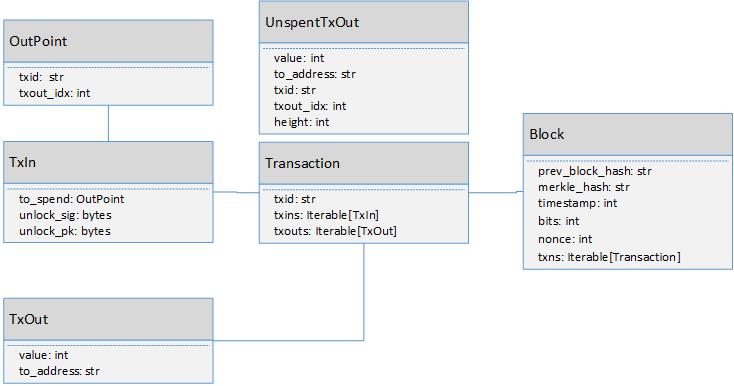 OutPoint
txid: str
txout_idx: int
UnspentTxOut
value: int
to_address: str
txid: str
txout_idx: int
height: int
TxIn
to_spend: OutPoint
unlock_sig: bytes
unlock_pk: bytes
Transaction
txid: str
txins: Iterable[TxIn]
txouts: Iterable[TxOut]
Block
prev_block_hash: str
merkle_hash: str
timestamp: int
bits: int
nonce: int
txns: Iterable[Transaction]
TxOut
value: int
to_address: str